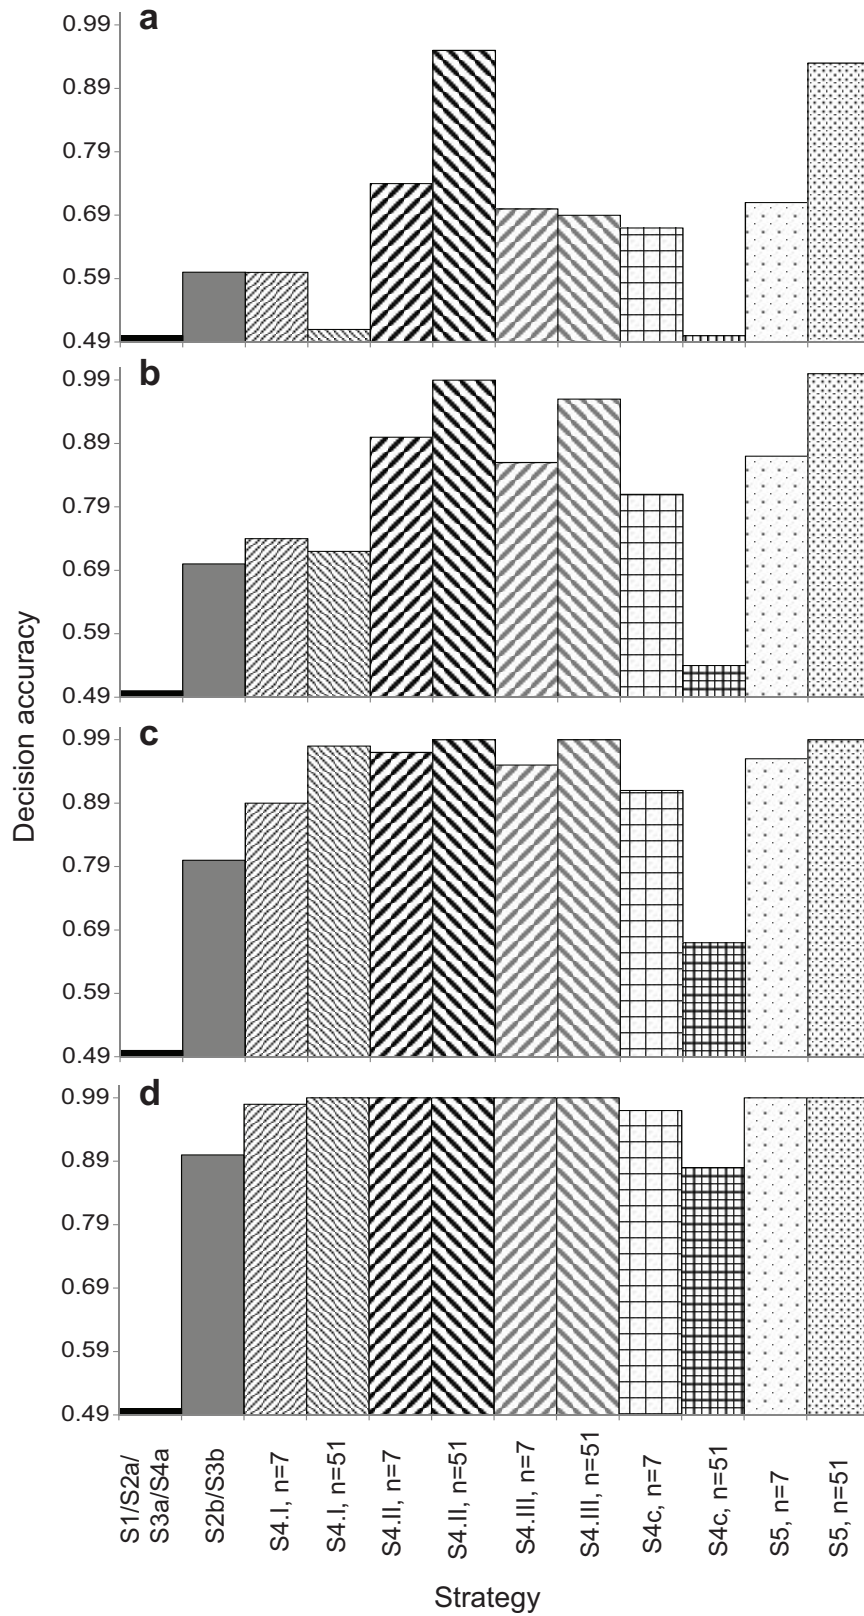 a
0.99
0.89
0.79
0.69
0.59
0.49
b
0.99
0.89
0.79
0.69
0.59
0.49
c
0.99
0.89
0.79
0.69
0.59
0.49
d
0.99
0.89
0.79
0.69
0.59
0.49
Decision accuracy
S1/S2a/
S3a/S4a
S2b/S3b
S4.I, n=7
S4.I, n=51
S4.II, n=7
S4.II, n=51
S4.III, n=7
S4.III, n=51
S4c, n=7
S4c, n=51
S5, n=7
S5, n=51
Strategy